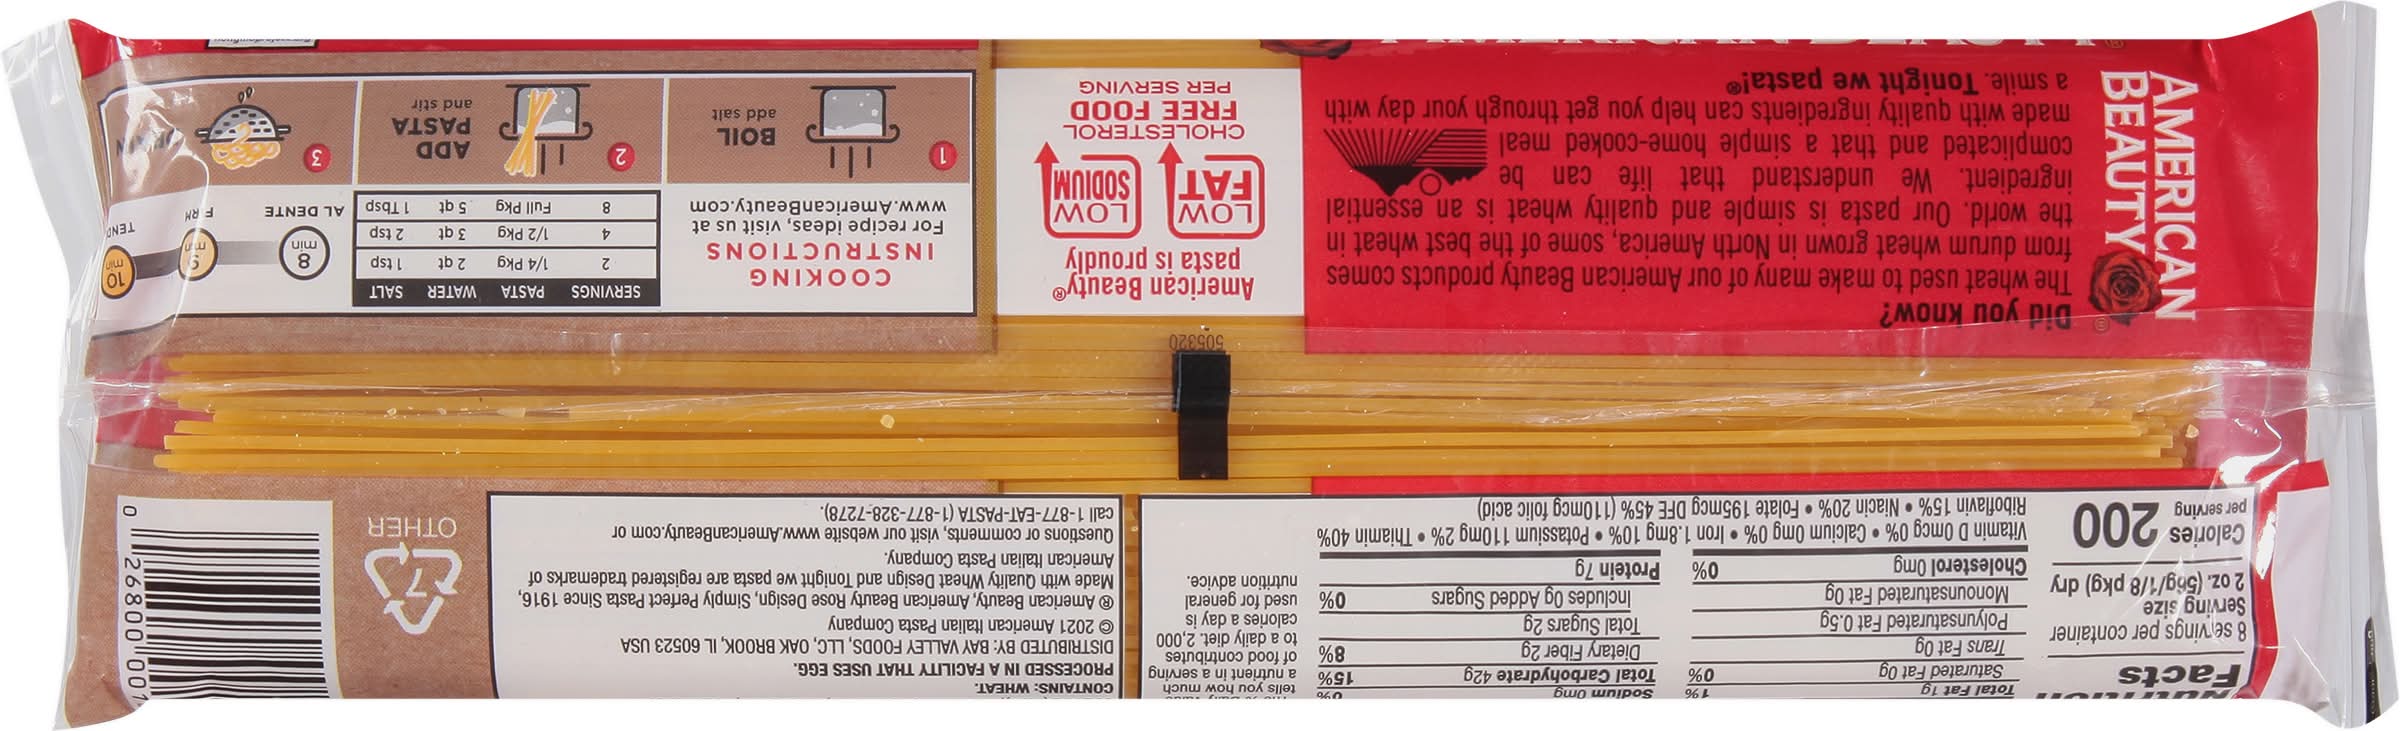 Facts
8 servings per container
Serving size
2 oz. (56g/1/8 pkg) dry
Calories 200
per serving
Total Fat 1g 1%
Saturated Fat 0g 0%
Trans Fat 0g
Polyunsaturated Fat 0.5g
Monounsaturated Fat 0g
Cholesterol 0mg 0%
Sodium 0mg 0%
Total Carbohydrate 42g 15%
Dietary Fiber 2g 8%
Total Sugars 2g
Includes 0g Added Sugars 0%
Protein 7g
Vitamin D 0mcg 0% • Calcium 0mg 0% • Iron 1.8mg 10% • Potassium 110mg 2% • Thiamin 40%
Riboflavin 15% • Niacin 20% • Folate 195mcg DFE 45% (110mcg folic acid)
tells you how much
a nutrient in a serving
of food contributes
to a daily diet. 2,000
calories a day is
used for general
nutrition advice.
CONTAINS: WHEAT.
PROCESSED IN A FACILITY THAT USES EGG.
DISTRIBUTED BY: BAY VALLEY FOODS, LLC, OAK BROOK, IL 60523 USA
© 2021 American Italian Pasta Company
® American Beauty, American Beauty Rose Design, Simply Perfect Pasta Since 1916,
Made with Quality Wheat Design and Tonight we pasta are registered trademarks of
American Italian Pasta Company.
Questions or comments, visit our website www.AmericanBeauty.com or
call 1-877-EAT-PASTA (1-877-328-7278).
7
OTHER
0 26800 001
505320
AMERICAN
BEAUTY®
Did you know?
The wheat used to make many of our American Beauty products comes
from durum wheat grown in North America, some of the best wheat in
the world. Our pasta is simple and quality wheat is an essential
ingredient. We understand that life can be
complicated and that a simple home-cooked meal
made with quality ingredients can help you get through your day with
a smile. Tonight we pasta!®
American Beauty®
pasta is proudly
LOW
FAT
LOW
SODIUM
CHOLESTEROL
FREE FOOD
PER SERVING
COOKING
INSTRUCTIONS
For recipe ideas, visit us at
www.AmericanBeauty.com
SERVINGS PASTA WATER SALT
2 1/4 Pkg 2 qt 1 tsp
4 1/2 Pkg 3 qt 2 tsp
8 Full Pkg 5 qt 1 Tbsp
8 min
AL DENTE
9 min
FIRM
10 min
1
BOIL
add salt
2
ADD
PASTA
and stir
3
AMERICAN BEAUTY®